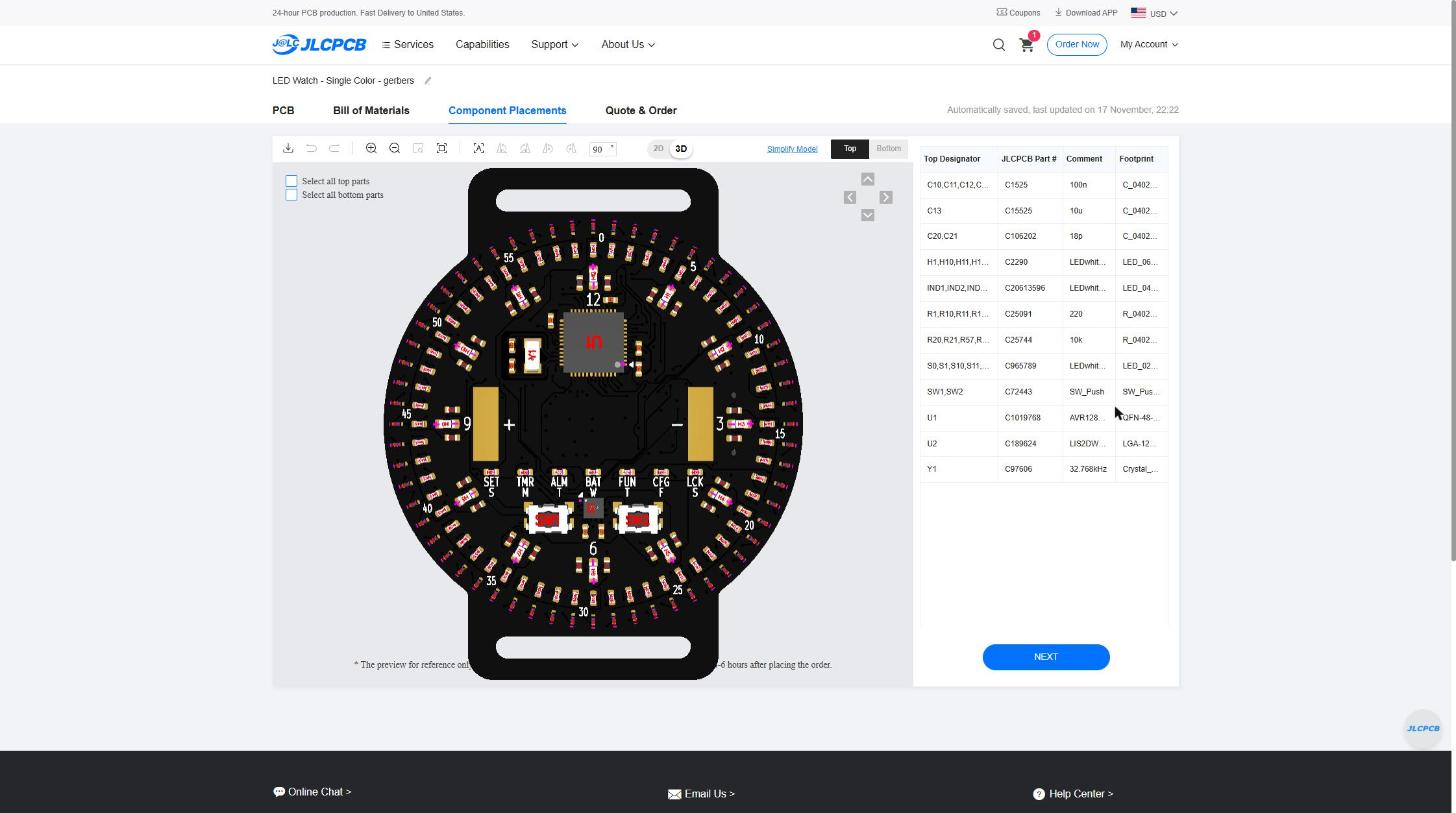 24-hour PCB production. Fast Delivery to United States.
Coupons
Download APP
USD
J@LC JLCPCB
Services
Capabilities
Support
About Us
1
Order Now
My Account
LED Watch - Single Color - gerbers
PCB
Bill of Materials
Component Placements
Quote & Order
Automatically saved, last updated on 17 November, 22:22
90 °
2D
3D
Simplify Model
Top
Bottom
Select all top parts
Select all bottom parts
0
5
10
15
20
25
30
35
40
45
50
55
12
9
+
−
3
SET
S
TMR
M
ALM
T
BAT
W
FUN
T
CFG
F
LCK
S
6
* The preview for reference onl
-6 hours after placing the order.
Top Designator JLCPCB Part # Comment Footprint
C10,C11,C12,C... C1525 100n C_0402...
C13 C15525 10u C_0402...
C20,C21 C106202 18p C_0402...
H1,H10,H11,H1... C2290 LEDwhit... LED_06...
IND1,IND2,IND... C20613596 LEDwhit... LED_04...
R1,R10,R11,R1... C25091 220 R_0402...
R20,R21,R57,R... C25744 10k R_0402...
S0,S1,S10,S11,... C965789 LEDwhit... LED_02...
SW1,SW2 C72443 SW_Push SW_Pus...
U1 C1019768 AVR128... QFN-48-...
U2 C189624 LIS2DW... LGA-12...
Y1 C97606 32.768kHz Crystal_...
NEXT
JLCPCB
Online Chat >
Email Us >
Help Center >